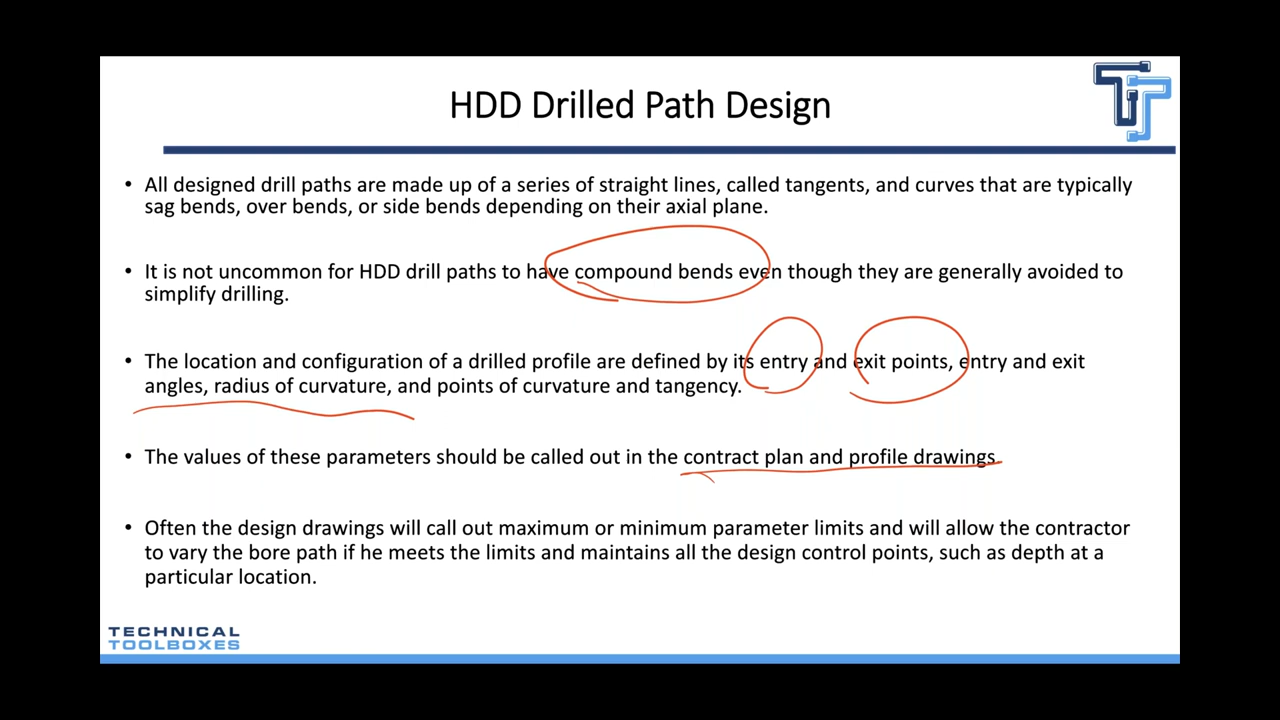 HDD Drilled Path Design
• All designed drill paths are made up of a series of straight lines, called tangents, and curves that are typically
sag bends, over bends, or side bends depending on their axial plane.
• It is not uncommon for HDD drill paths to have compound bends even though they are generally avoided to
simplify drilling.
• The location and configuration of a drilled profile are defined by its entry and exit points, entry and exit
angles, radius of curvature, and points of curvature and tangency.
• The values of these parameters should be called out in the contract plan and profile drawings.
• Often the design drawings will call out maximum or minimum parameter limits and will allow the contractor
to vary the bore path if he meets the limits and maintains all the design control points, such as depth at a
particular location.
TECHNICAL
TOOLBOXES